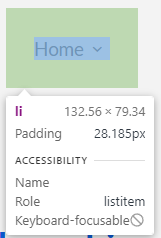 Home
li 132.56 × 79.34
Padding 28.185px
ACCESSIBILITY
Name
Role listitem
Keyboard-focusable